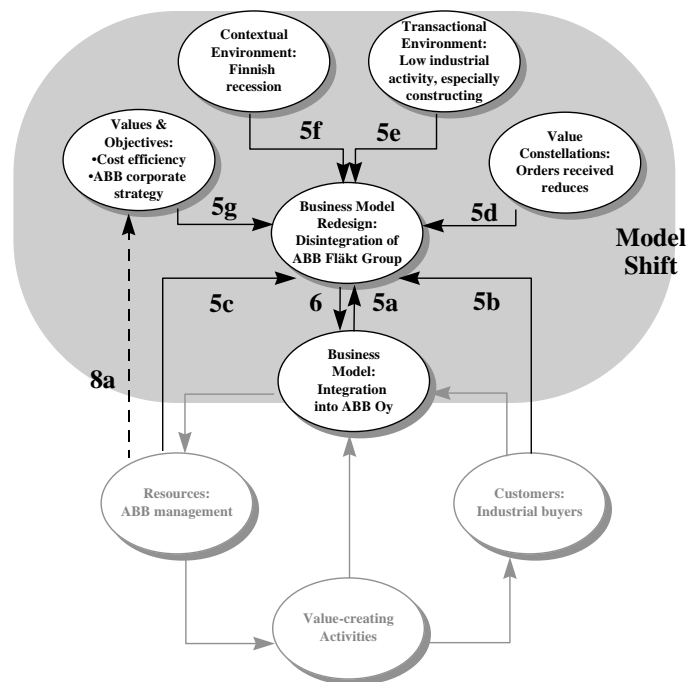 Contextual
Environment:
Finnish
recession
Transactional
Environment:
Low industrial
activity, especially
constructing
Values &
Objectives:
•Cost efficiency
•ABB corporate
strategy
5f
5e
Value
Constellations:
Orders received
reduces
5g
Business Model
Redesign:
Disintegration of
ABB Fläkt Group
5d
Model
Shift
5c
6
5a
5b
8a
Business
Model:
Integration
into ABB Oy
Resources:
ABB management
Customers:
Industrial buyers
Value-creating
Activities